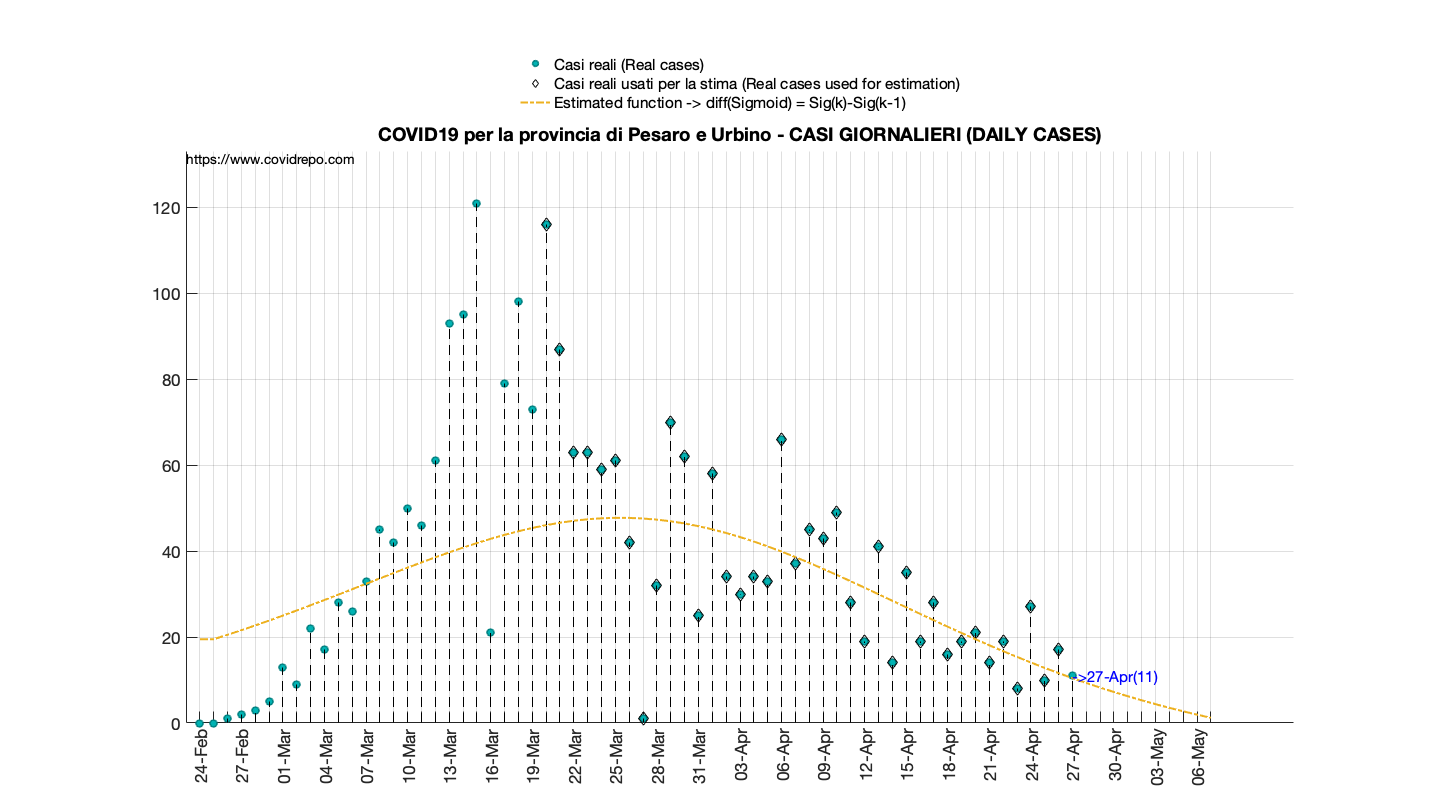 Casi reali (Real cases)
Casi reali usati per la stima (Real cases used for estimation)
Estimated function -> diff(Sigmoid) = Sig(k)-Sig(k-1)
COVID19 per la provincia di Pesaro e Urbino - CASI GIORNALIERI (DAILY CASES)
https://www.covidrepo.com
120
100
80
60
40
20
0
>27-Apr(11)
24-Feb
27-Feb
01-Mar
04-Mar
07-Mar
10-Mar
13-Mar
16-Mar
19-Mar
22-Mar
25-Mar
28-Mar
31-Mar
03-Apr
06-Apr
09-Apr
12-Apr
15-Apr
18-Apr
21-Apr
24-Apr
27-Apr
30-Apr
03-May
06-May